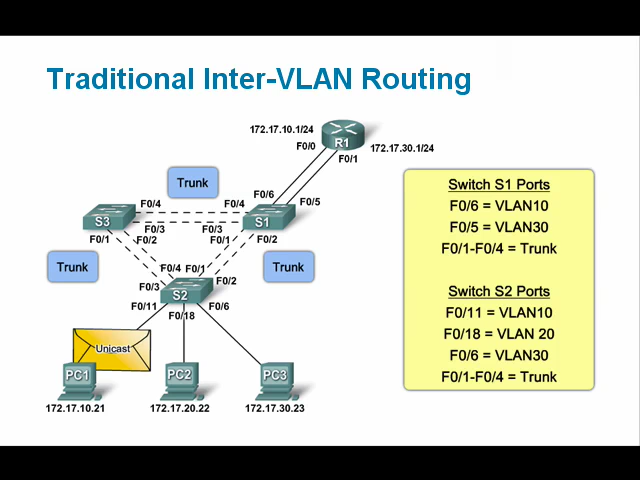 Traditional Inter-VLAN Routing
172.17.10.1/24
R1
F0/0
F0/1
172.17.30.1/24
Trunk
F0/6
F0/5
S3
F0/4
F0/4
S1
F0/3
F0/3
F0/1
F0/2
F0/1
F0/2
Trunk
Trunk
F0/4
F0/1
F0/3
F0/2
S2
F0/11
F0/18
F0/6
Unicast
PC1
PC2
PC3
172.17.10.21
172.17.20.22
172.17.30.23
Switch S1 Ports
F0/6 = VLAN10
F0/5 = VLAN30
F0/1-F0/4 = Trunk
Switch S2 Ports
F0/11 = VLAN10
F0/18 = VLAN 20
F0/6 = VLAN30
F0/1-F0/4 = Trunk